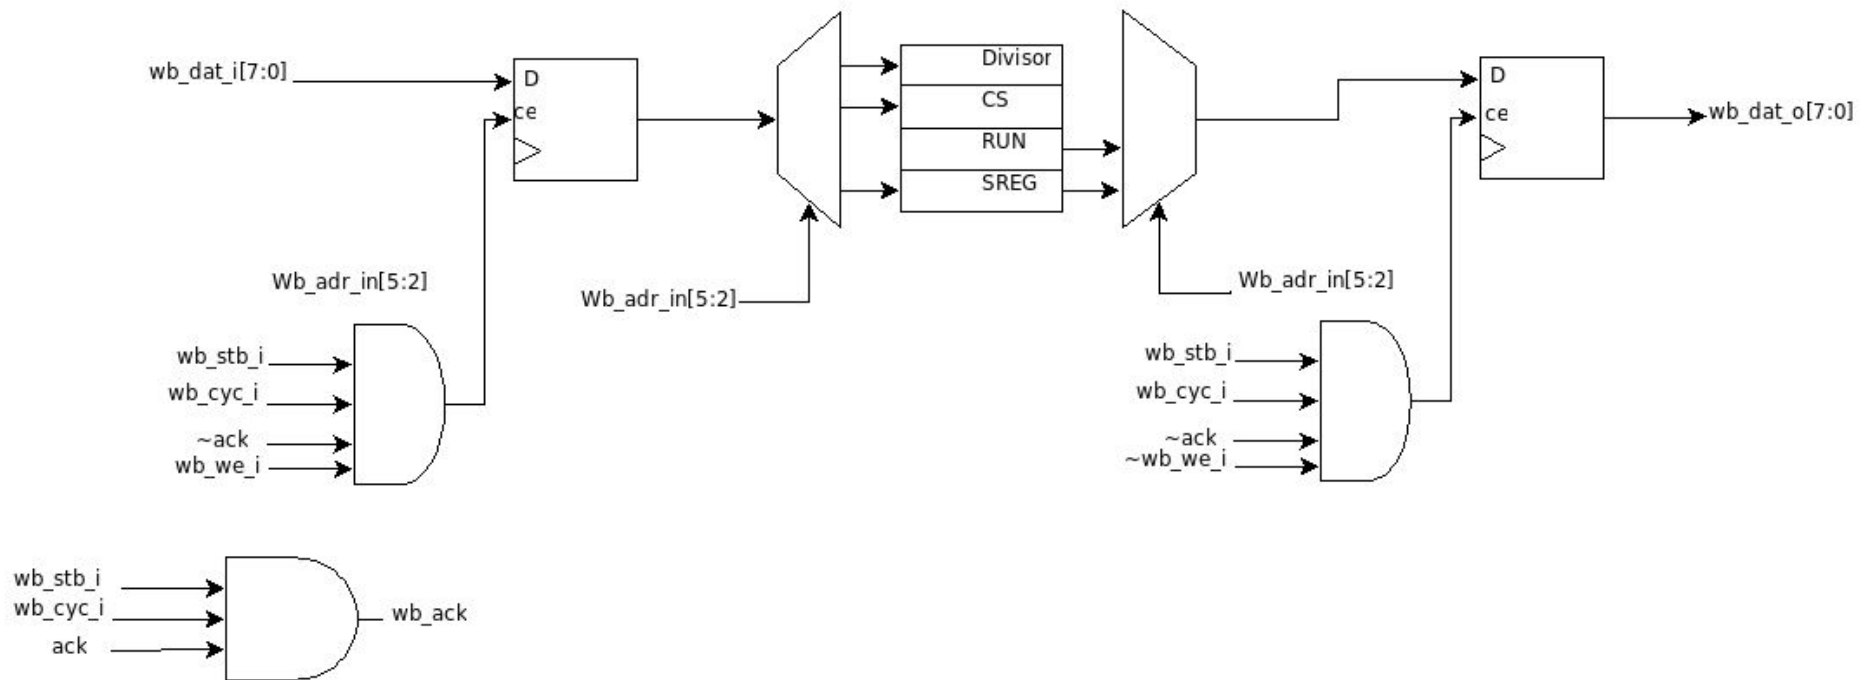 wb_dat_i[7:0]
D
ce
Divisor
CS
RUN
SREG
D
ce
wb_dat_o[7:0]
Wb_adr_in[5:2]
Wb_adr_in[5:2]
Wb_adr_in[5:2]
wb_stb_i
wb_cyc_i
~ack
wb_we_i
wb_stb_i
wb_cyc_i
~ack
~wb_we_i
wb_stb_i
wb_cyc_i
ack
wb_ack